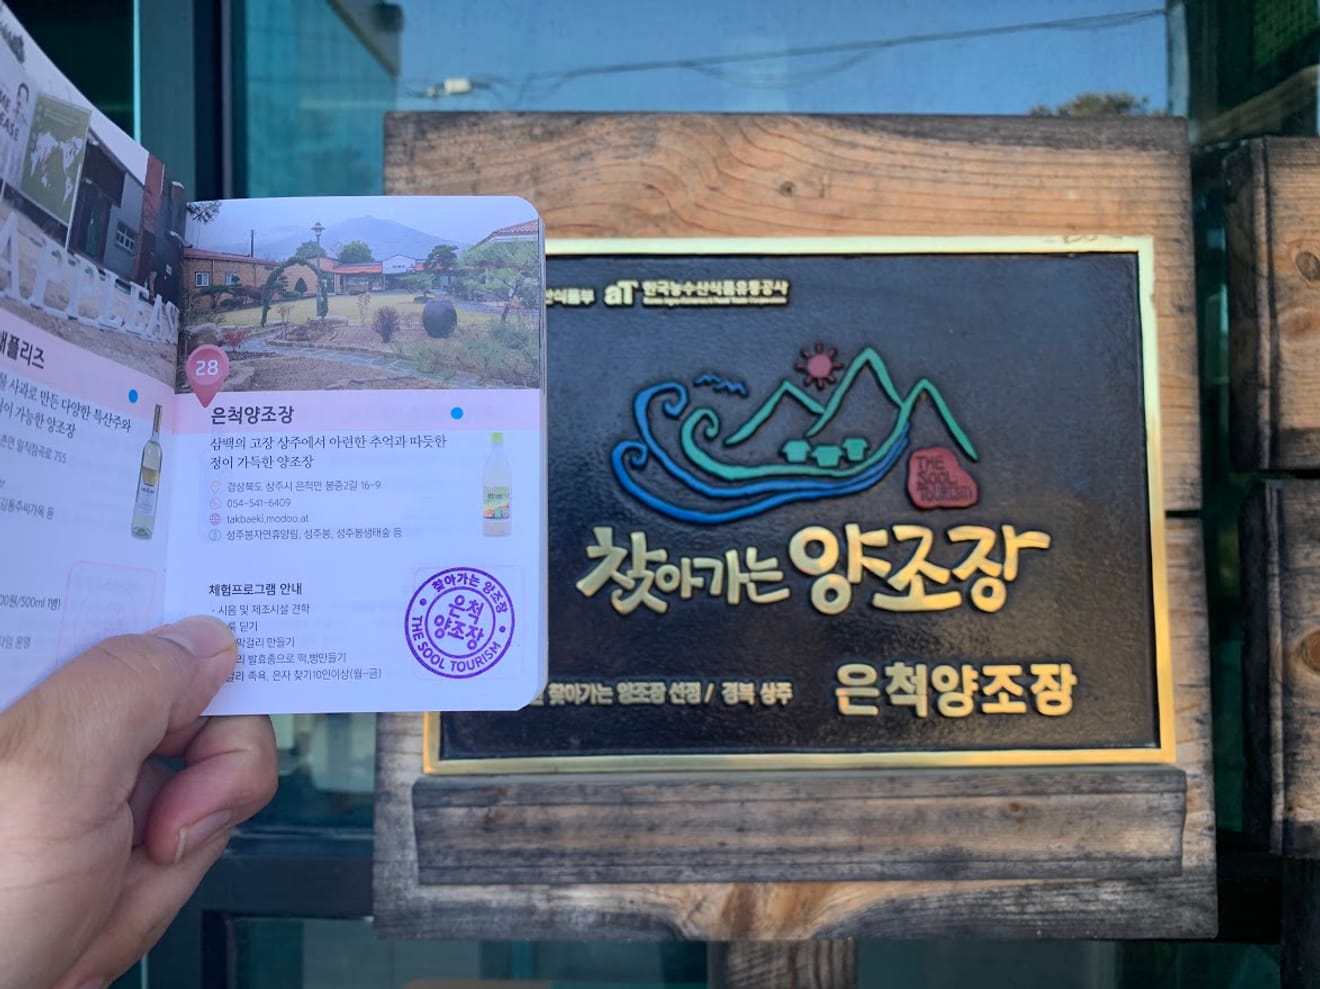 APPLEAS
애플리즈
사과로 만든 다양한 특산주와
가능한 양조장
755
등
28
은척양조장
삼백의 고장 상주에서 아련한 추억과 따듯한
정이 가득한 양조장
경상북도 상주시 은척면 봉중2길 16-9
054-541-6409
takbaeki.modoo.at
성주봉자연휴양림, 성주봉, 성주봉생태숲 등
체험프로그램 안내
· 시음 및 제조시설 견학
딛기
막걸리 만들기
발효종으로 떡,빵만들기
족욕, 은자 찾기10인이상(월~금)
찾아가는 양조장
은척
양조장
THE SOOL TOURISM
aT 한국농수산식품유통공사
THE
SOOL
TOURISM
찾아가는 양조장
찾아가는 양조장 선정 / 경북 상주
은척양조장